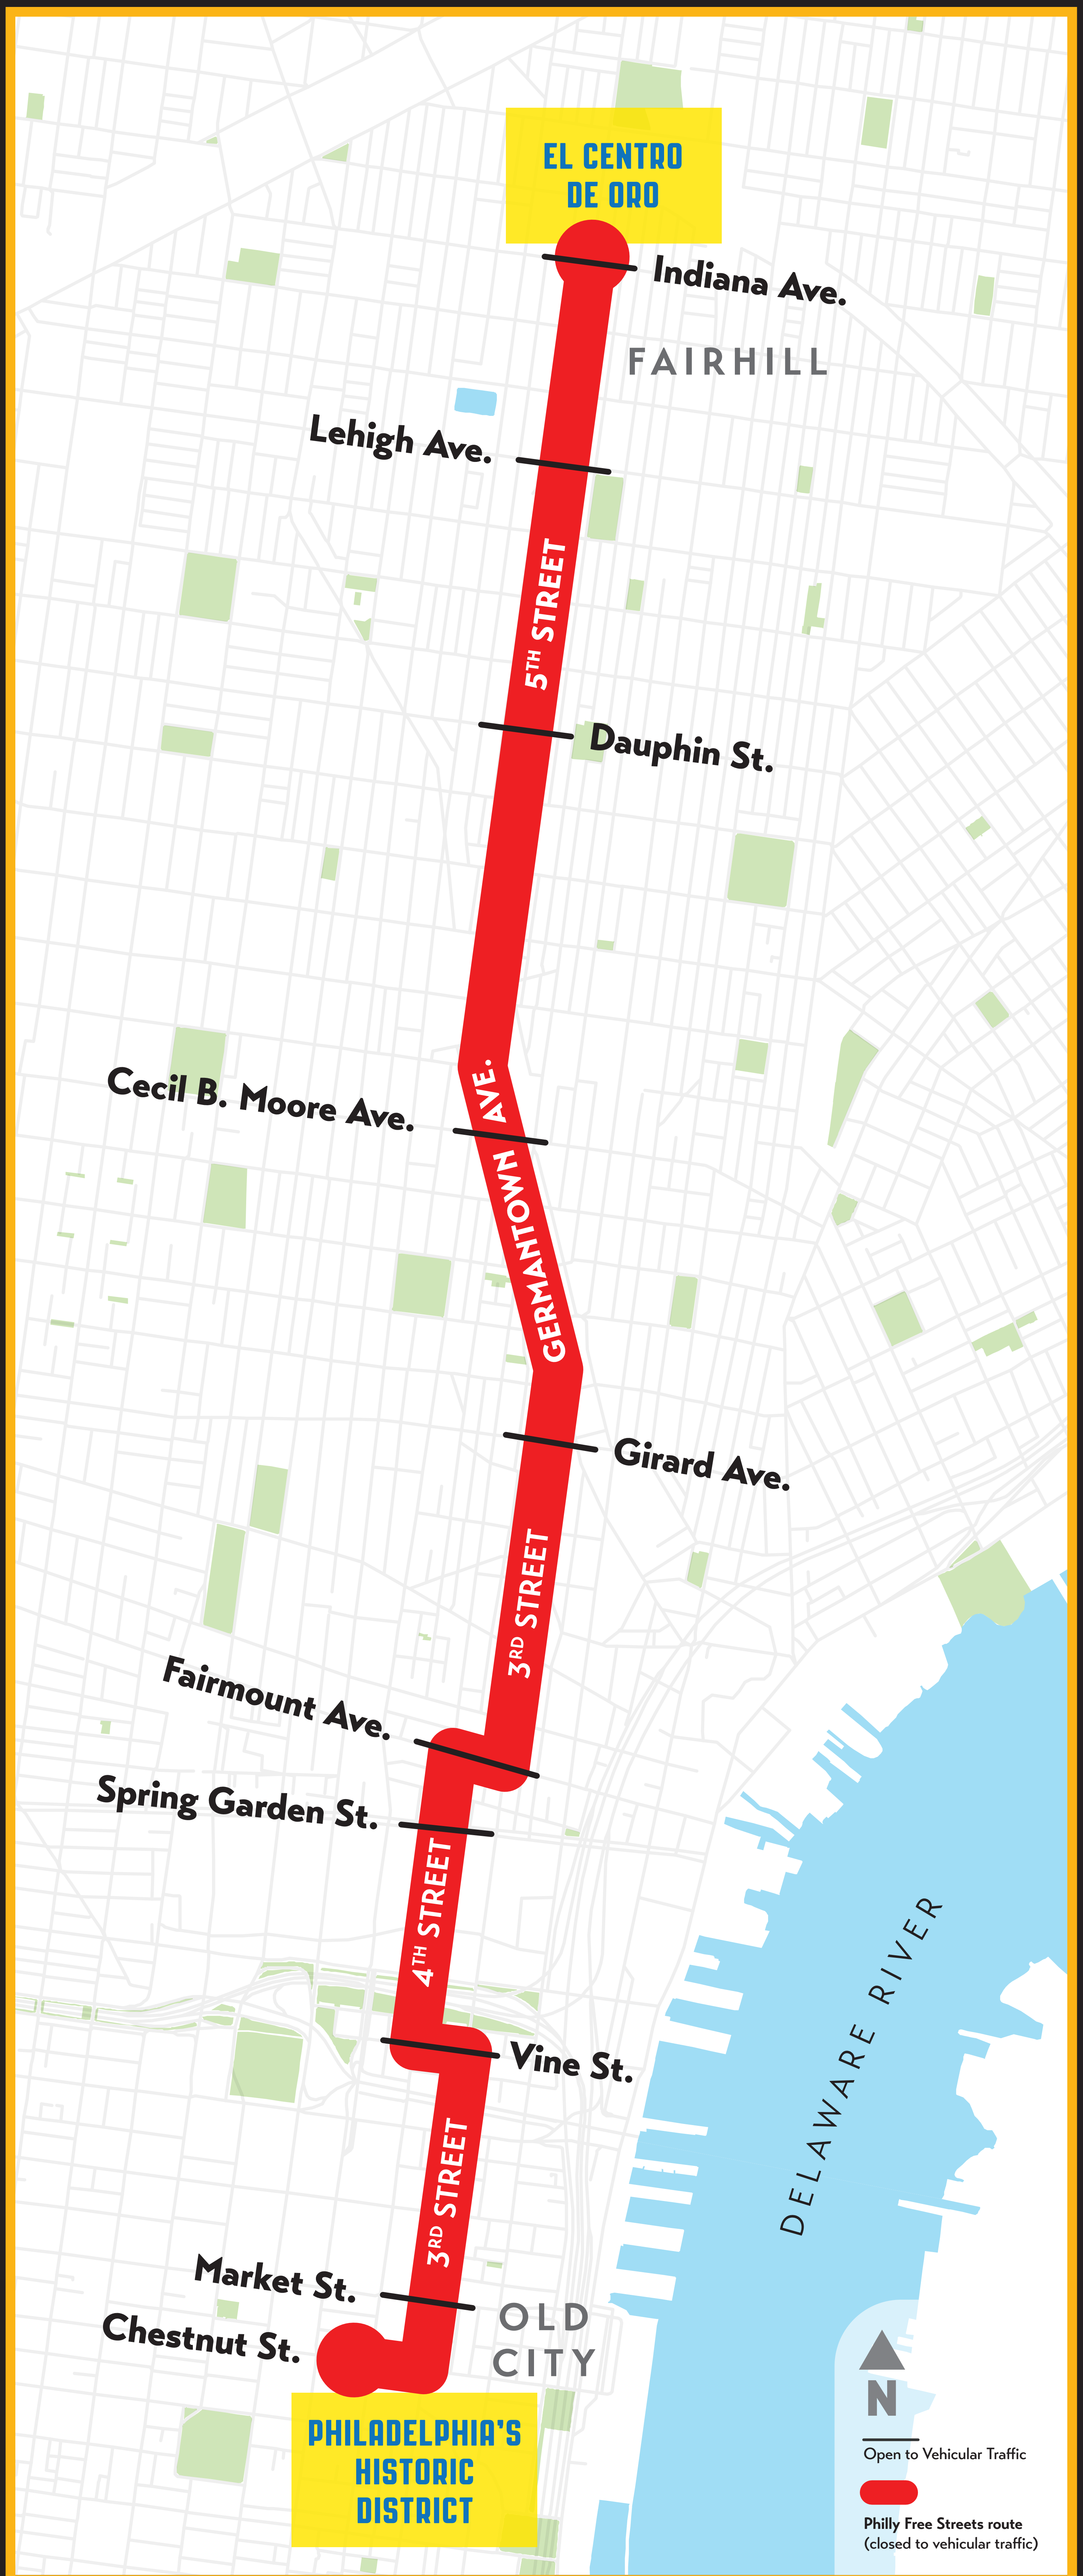 EL CENTRO
DE ORO
Indiana Ave.
FAIRHILL
Lehigh Ave.
5TH STREET
Dauphin St.
Cecil B. Moore Ave.
GERMANTOWN AVE.
Girard Ave.
3RD STREET
Fairmount Ave.
Spring Garden St.
4TH STREET
DELAWARE RIVER
Vine St.
3RD STREET
Market St.
OLD
CITY
Chestnut St.
PHILADELPHIA'S
HISTORIC
DISTRICT
N
Open to Vehicular Traffic
Philly Free Streets route
(closed to vehicular traffic)